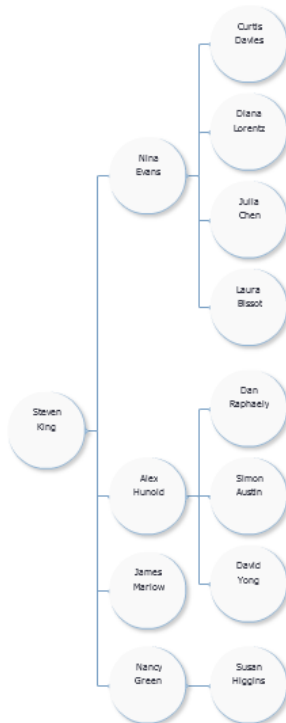 Curtis
Davies
Diana
Lorentz
Nina
Evans
Julia
Chen
Laura
Bissot
Steven
King
Dan
Raphaely
Alex
Hunold
Simon
Austin
James
Marlow
David
Yong
Nancy
Green
Susan
Higgins